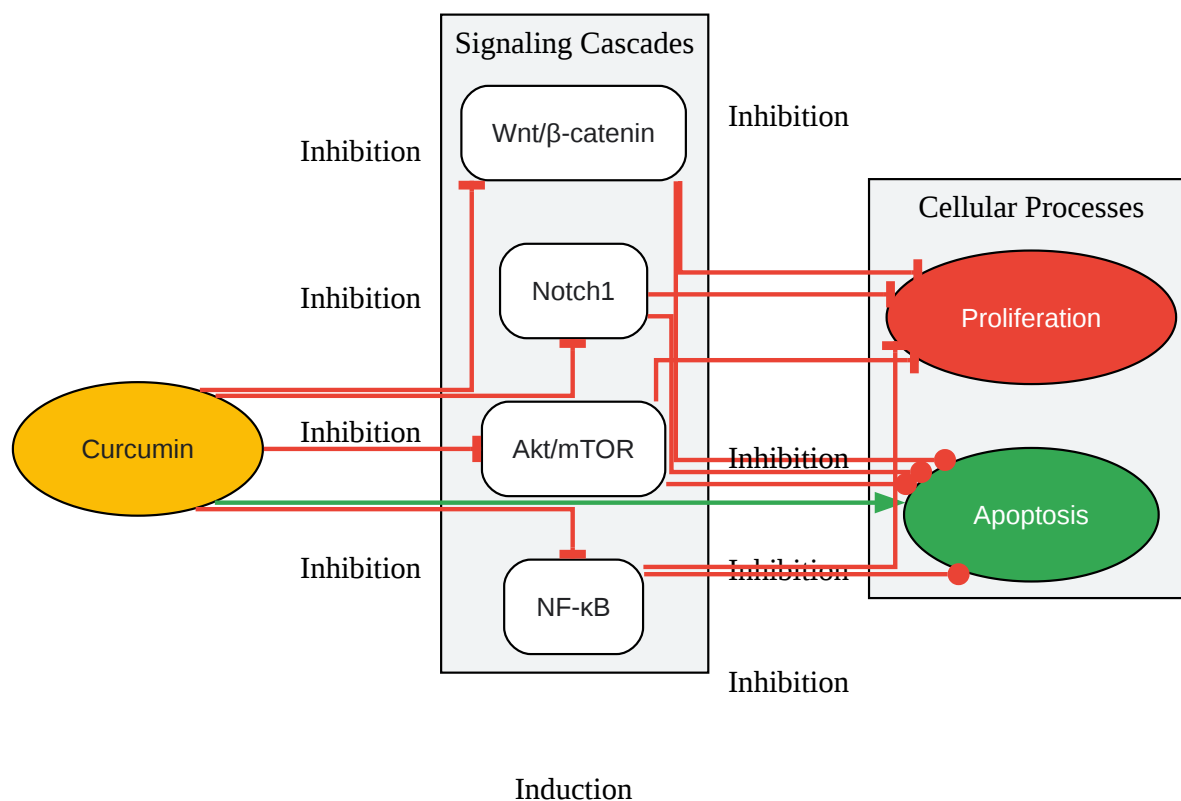 Signaling Cascades
Wnt/β-catenin
Inhibition
Inhibition
Cellular Processes
Notch1
Inhibition
Proliferation
Curcumin
Inhibition
Akt/mTOR
Inhibition
Apoptosis
Inhibition
Inhibition
NF-κB
Inhibition
Induction